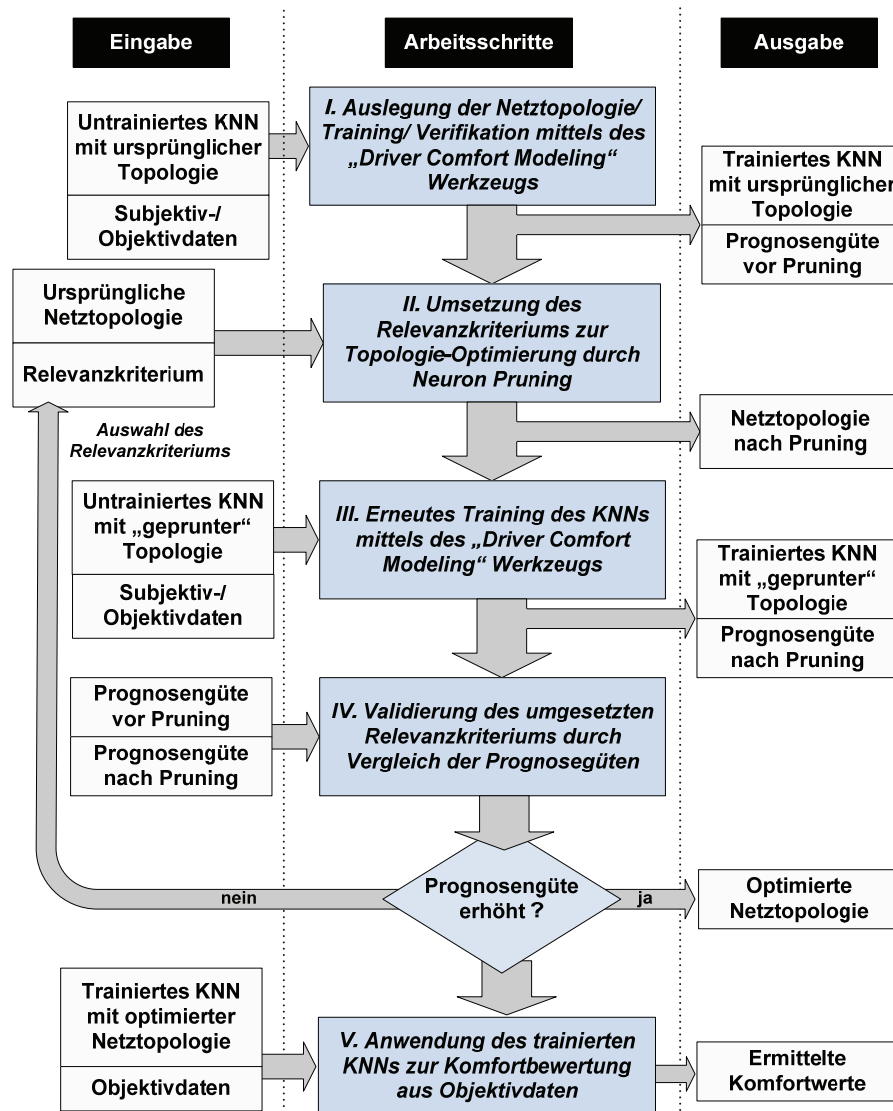 Eingabe
Arbeitsschritte
Ausgabe
Untrainiertes KNN
mit ursprünglicher
Topologie
Subjektiv-/
Objektivdaten
I. Auslegung der Netztopologie/
Training/ Verifikation mittels des
„Driver Comfort Modeling“
Werkzeugs
Trainiertes KNN
mit ursprünglicher
Topologie
Prognosengüte
vor Pruning
Ursprüngliche
Netztopologie
Relevanzkriterium
II. Umsetzung des
Relevanzkriteriums zur
Topologie-Optimierung durch
Neuron Pruning
Netztopologie
nach Pruning
Auswahl des
Relevanzkriteriums
Untrainiertes KNN
mit „geprunter“
Topologie
Subjektiv-/
Objektivdaten
III. Erneutes Training des KNNs
mittels des „Driver Comfort
Modeling“ Werkzeugs
Trainiertes KNN
mit „geprunter“
Topologie
Prognosengüte
nach Pruning
Prognosengüte
vor Pruning
Prognosengüte
nach Pruning
IV. Validierung des umgesetzten
Relevanzkriteriums durch
Vergleich der Prognosegüten
nein
Prognosengüte
erhöht ?
ja
Optimierte
Netztopologie
Trainiertes KNN
mit optimierter
Netztopologie
Objektivdaten
V. Anwendung des trainierten
KNNs zur Komfortbewertung
aus Objektivdaten
Ermittelte
Komfortwerte